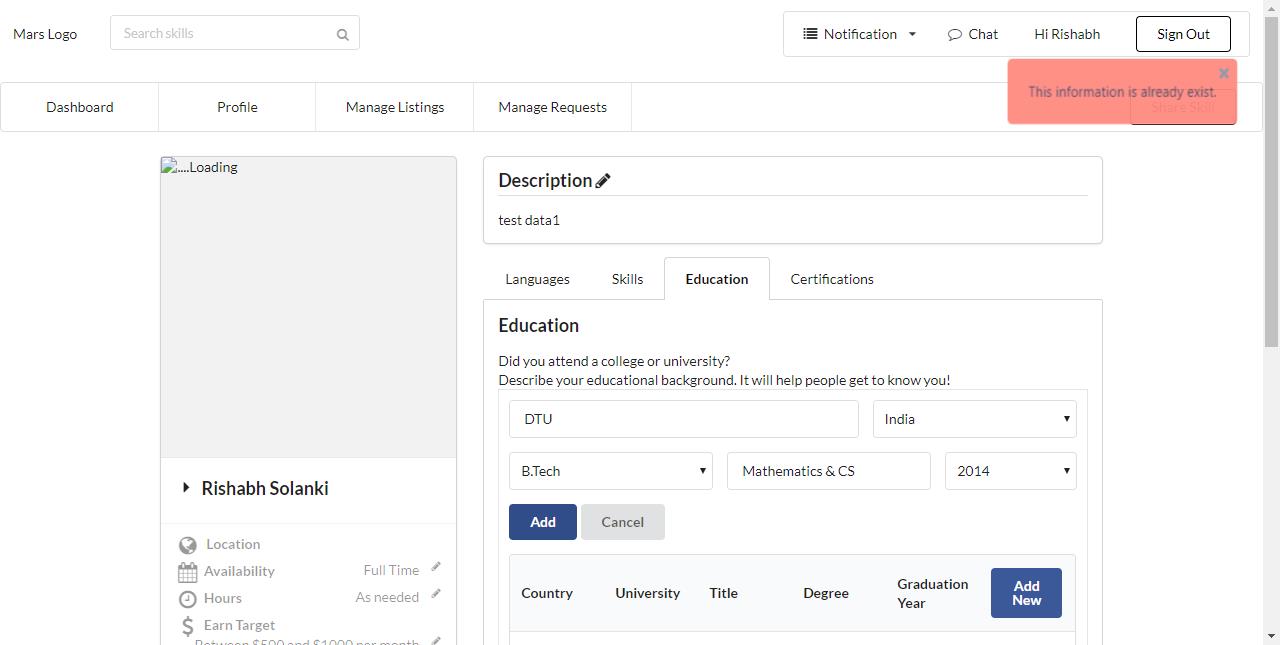 Mars Logo
Search skills
Notification Chat Hi Rishabh Sign Out
This information is already exist.
Dashboard Profile Manage Listings Manage Requests Share Skill
....Loading
Description
test data1
Languages Skills Education Certifications
Education
Did you attend a college or university?
Describe your educational background. It will help people get to know you!
DTU India
B.Tech Mathematics & CS 2014
Add Cancel
Country University Title Degree Graduation Year Add New
Rishabh Solanki
Location
Availability Full Time
Hours As needed
Earn Target
Between $500 and $1000 per month